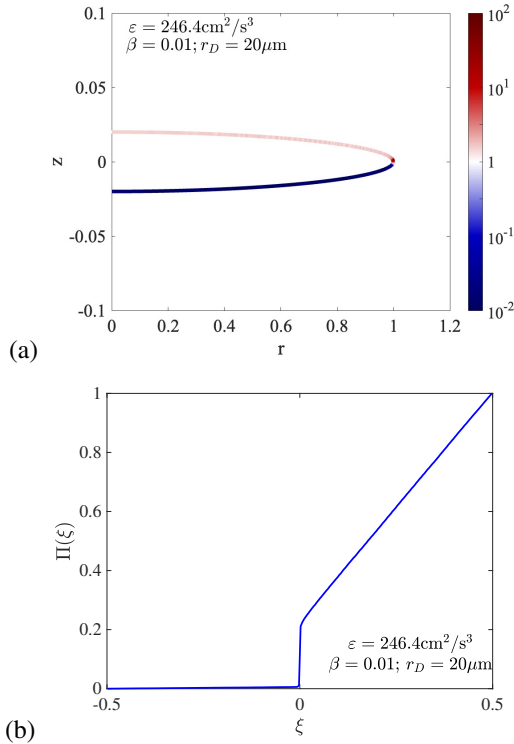 ε = 246.4cm²/s³
β = 0.01; r_D = 20μm
0.1
0.05
0
-0.05
-0.1
z
0 0.2 0.4 0.6 0.8 1 1.2
r
10²
10¹
1
10⁻¹
10⁻²
(a)
1
0.8
0.6
0.4
0.2
0
Π(ξ)
ε = 246.4cm²/s³
β = 0.01; r_D = 20μm
-0.5 0 0.5
ξ
(b)